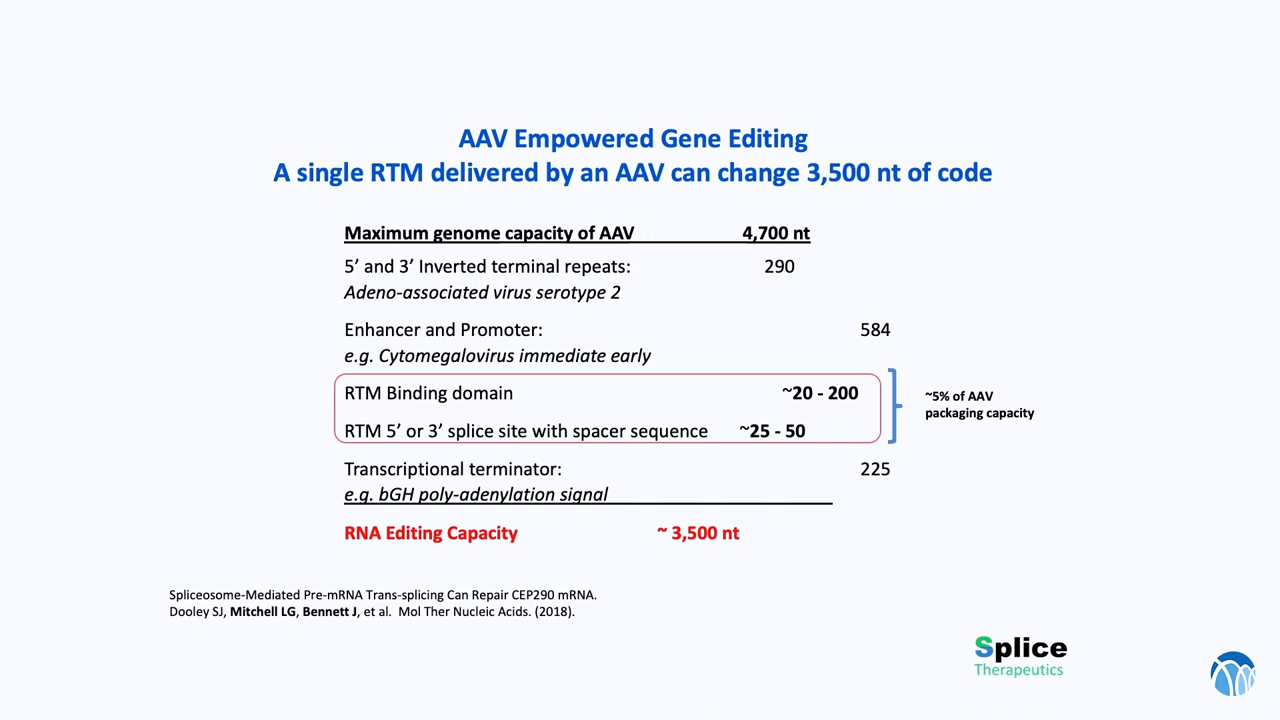 AAV Empowered Gene Editing
A single RTM delivered by an AAV can change 3,500 nt of code
Maximum genome capacity of AAV 4,700 nt
5’ and 3’ Inverted terminal repeats: 290
Adeno-associated virus serotype 2
Enhancer and Promoter: 584
e.g. Cytomegalovirus immediate early
RTM Binding domain ~20 - 200
RTM 5’ or 3’ splice site with spacer sequence ~25 - 50
~5% of AAV
packaging capacity
Transcriptional terminator: 225
e.g. bGH poly-adenylation signal
RNA Editing Capacity ~ 3,500 nt
Spliceosome-Mediated Pre-mRNA Trans-splicing Can Repair CEP290 mRNA.
Dooley SJ, Mitchell LG, Bennett J, et al. Mol Ther Nucleic Acids. (2018).
Splice
Therapeutics